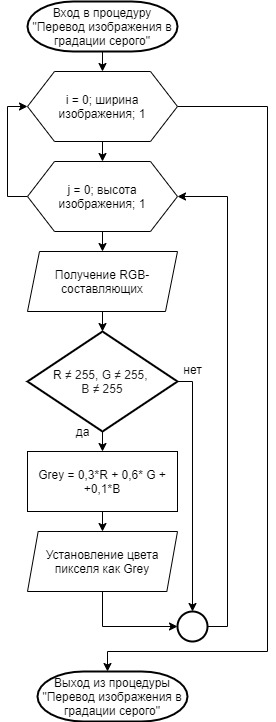 Вход в процедуру
"Перевод изображения в
градации серого"
i = 0; ширина
изображения; 1
j = 0; высота
изображения; 1
Получение RGB-
составляющих
R ≠ 255, G ≠ 255,
B ≠ 255
нет
да
Grey = 0,3*R + 0,6* G +
+0,1*B
Установление цвета
пикселя как Grey
Выход из процедуры
"Перевод изображения в
градации серого"